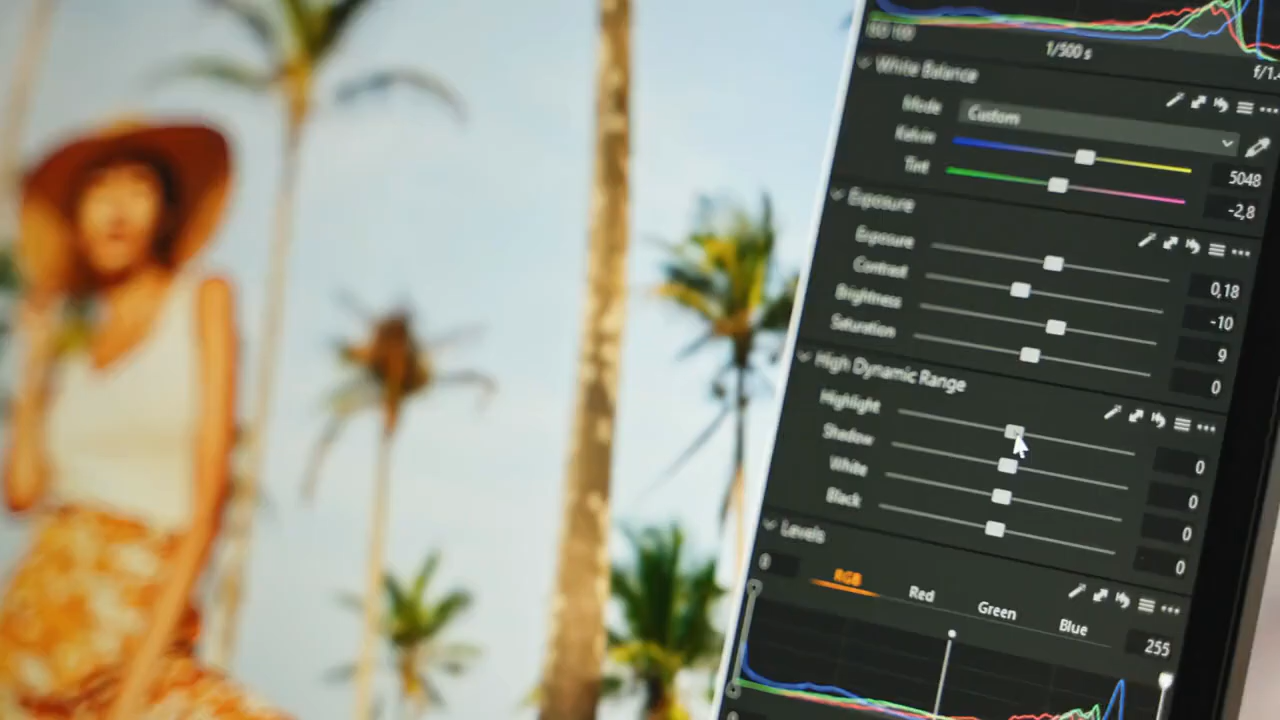 ISO 100
1/500 s
f/1.4
White Balance
Mode Custom
Kelvin 5048
Tint -2,8
Exposure
Exposure 0,18
Contrast -10
Brightness 9
Saturation 0
High Dynamic Range
Highlight 0
Shadow 0
White 0
Black 0
Levels
0 RGB Red Green Blue 255